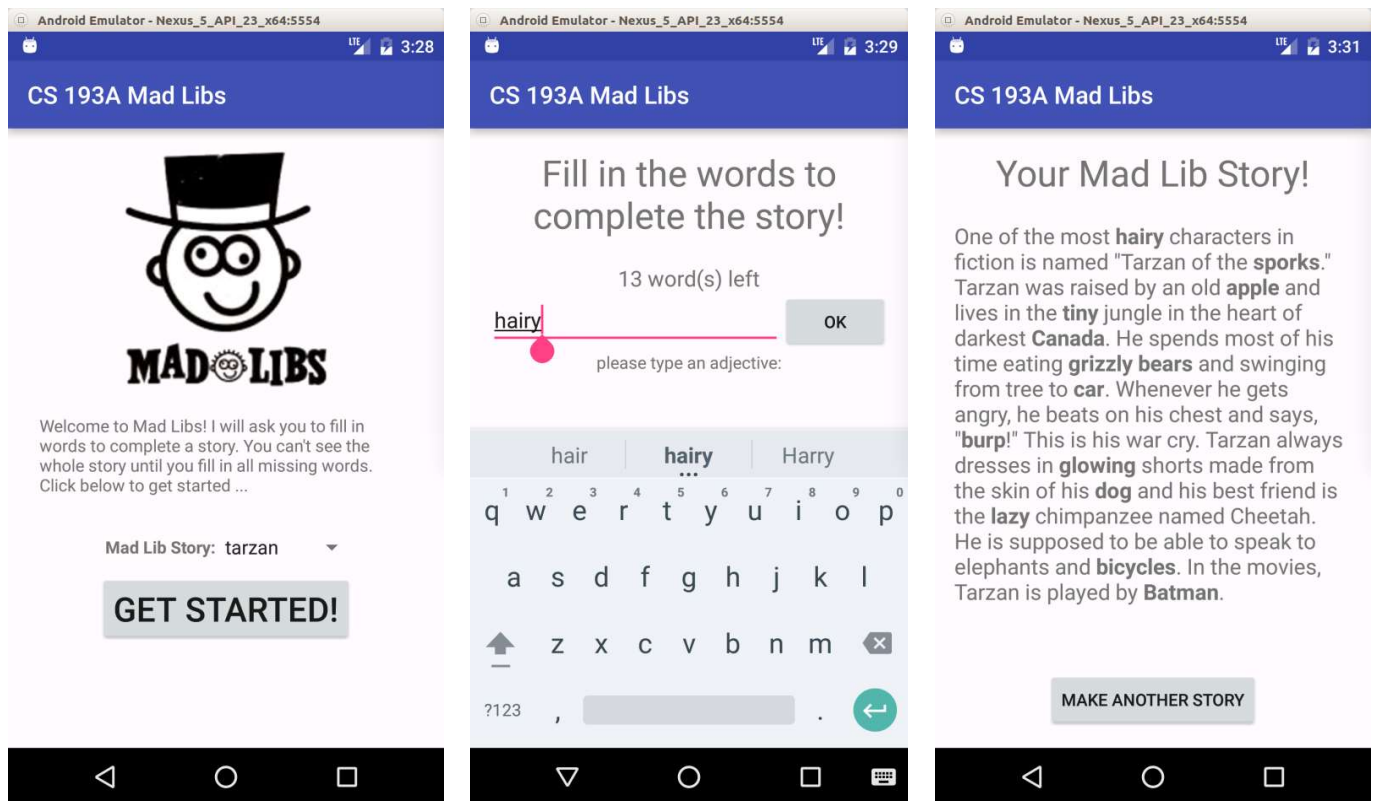 Android Emulator - Nexus_5_API_23_x64:5554
LTE 3:28
CS 193A Mad Libs
MAD LIBS
Welcome to Mad Libs! I will ask you to fill in
words to complete a story. You can't see the
whole story until you fill in all missing words.
Click below to get started ...
Mad Lib Story: tarzan
GET STARTED!
Android Emulator - Nexus_5_API_23_x64:5554
LTE 3:29
CS 193A Mad Libs
Fill in the words to
complete the story!
13 word(s) left
hairy OK
please type an adjective:
hair hairy Harry
1 2 3 4 5 6 7 8 9 0
q w e r t y u i o p
a s d f g h j k l
z x c v b n m
?123 , .
Android Emulator - Nexus_5_API_23_x64:5554
LTE 3:31
CS 193A Mad Libs
Your Mad Lib Story!
One of the most hairy characters in
fiction is named "Tarzan of the sporks."
Tarzan was raised by an old apple and
lives in the tiny jungle in the heart of
darkest Canada. He spends most of his
time eating grizzly bears and swinging
from tree to car. Whenever he gets
angry, he beats on his chest and says,
"burp!" This is his war cry. Tarzan always
dresses in glowing shorts made from
the skin of his dog and his best friend is
the lazy chimpanzee named Cheetah.
He is supposed to be able to speak to
elephants and bicycles. In the movies,
Tarzan is played by Batman.
MAKE ANOTHER STORY